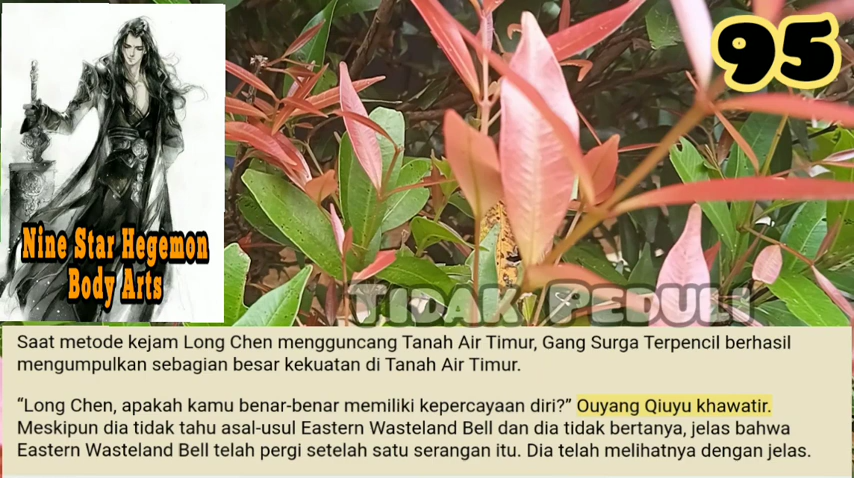 95
Nine Star Hegemon
Body Arts
TIDAK PEDULI
Saat metode kejam Long Chen mengguncang Tanah Air Timur, Gang Surga Terpencil berhasil
mengumpulkan sebagian besar kekuatan di Tanah Air Timur.
“Long Chen, apakah kamu benar-benar memiliki kepercayaan diri?” Ouyang Qiuyu khawatir.
Meskipun dia tidak tahu asal-usul Eastern Wasteland Bell dan dia tidak bertanya, jelas bahwa
Eastern Wasteland Bell telah pergi setelah satu serangan itu. Dia telah melihatnya dengan jelas.